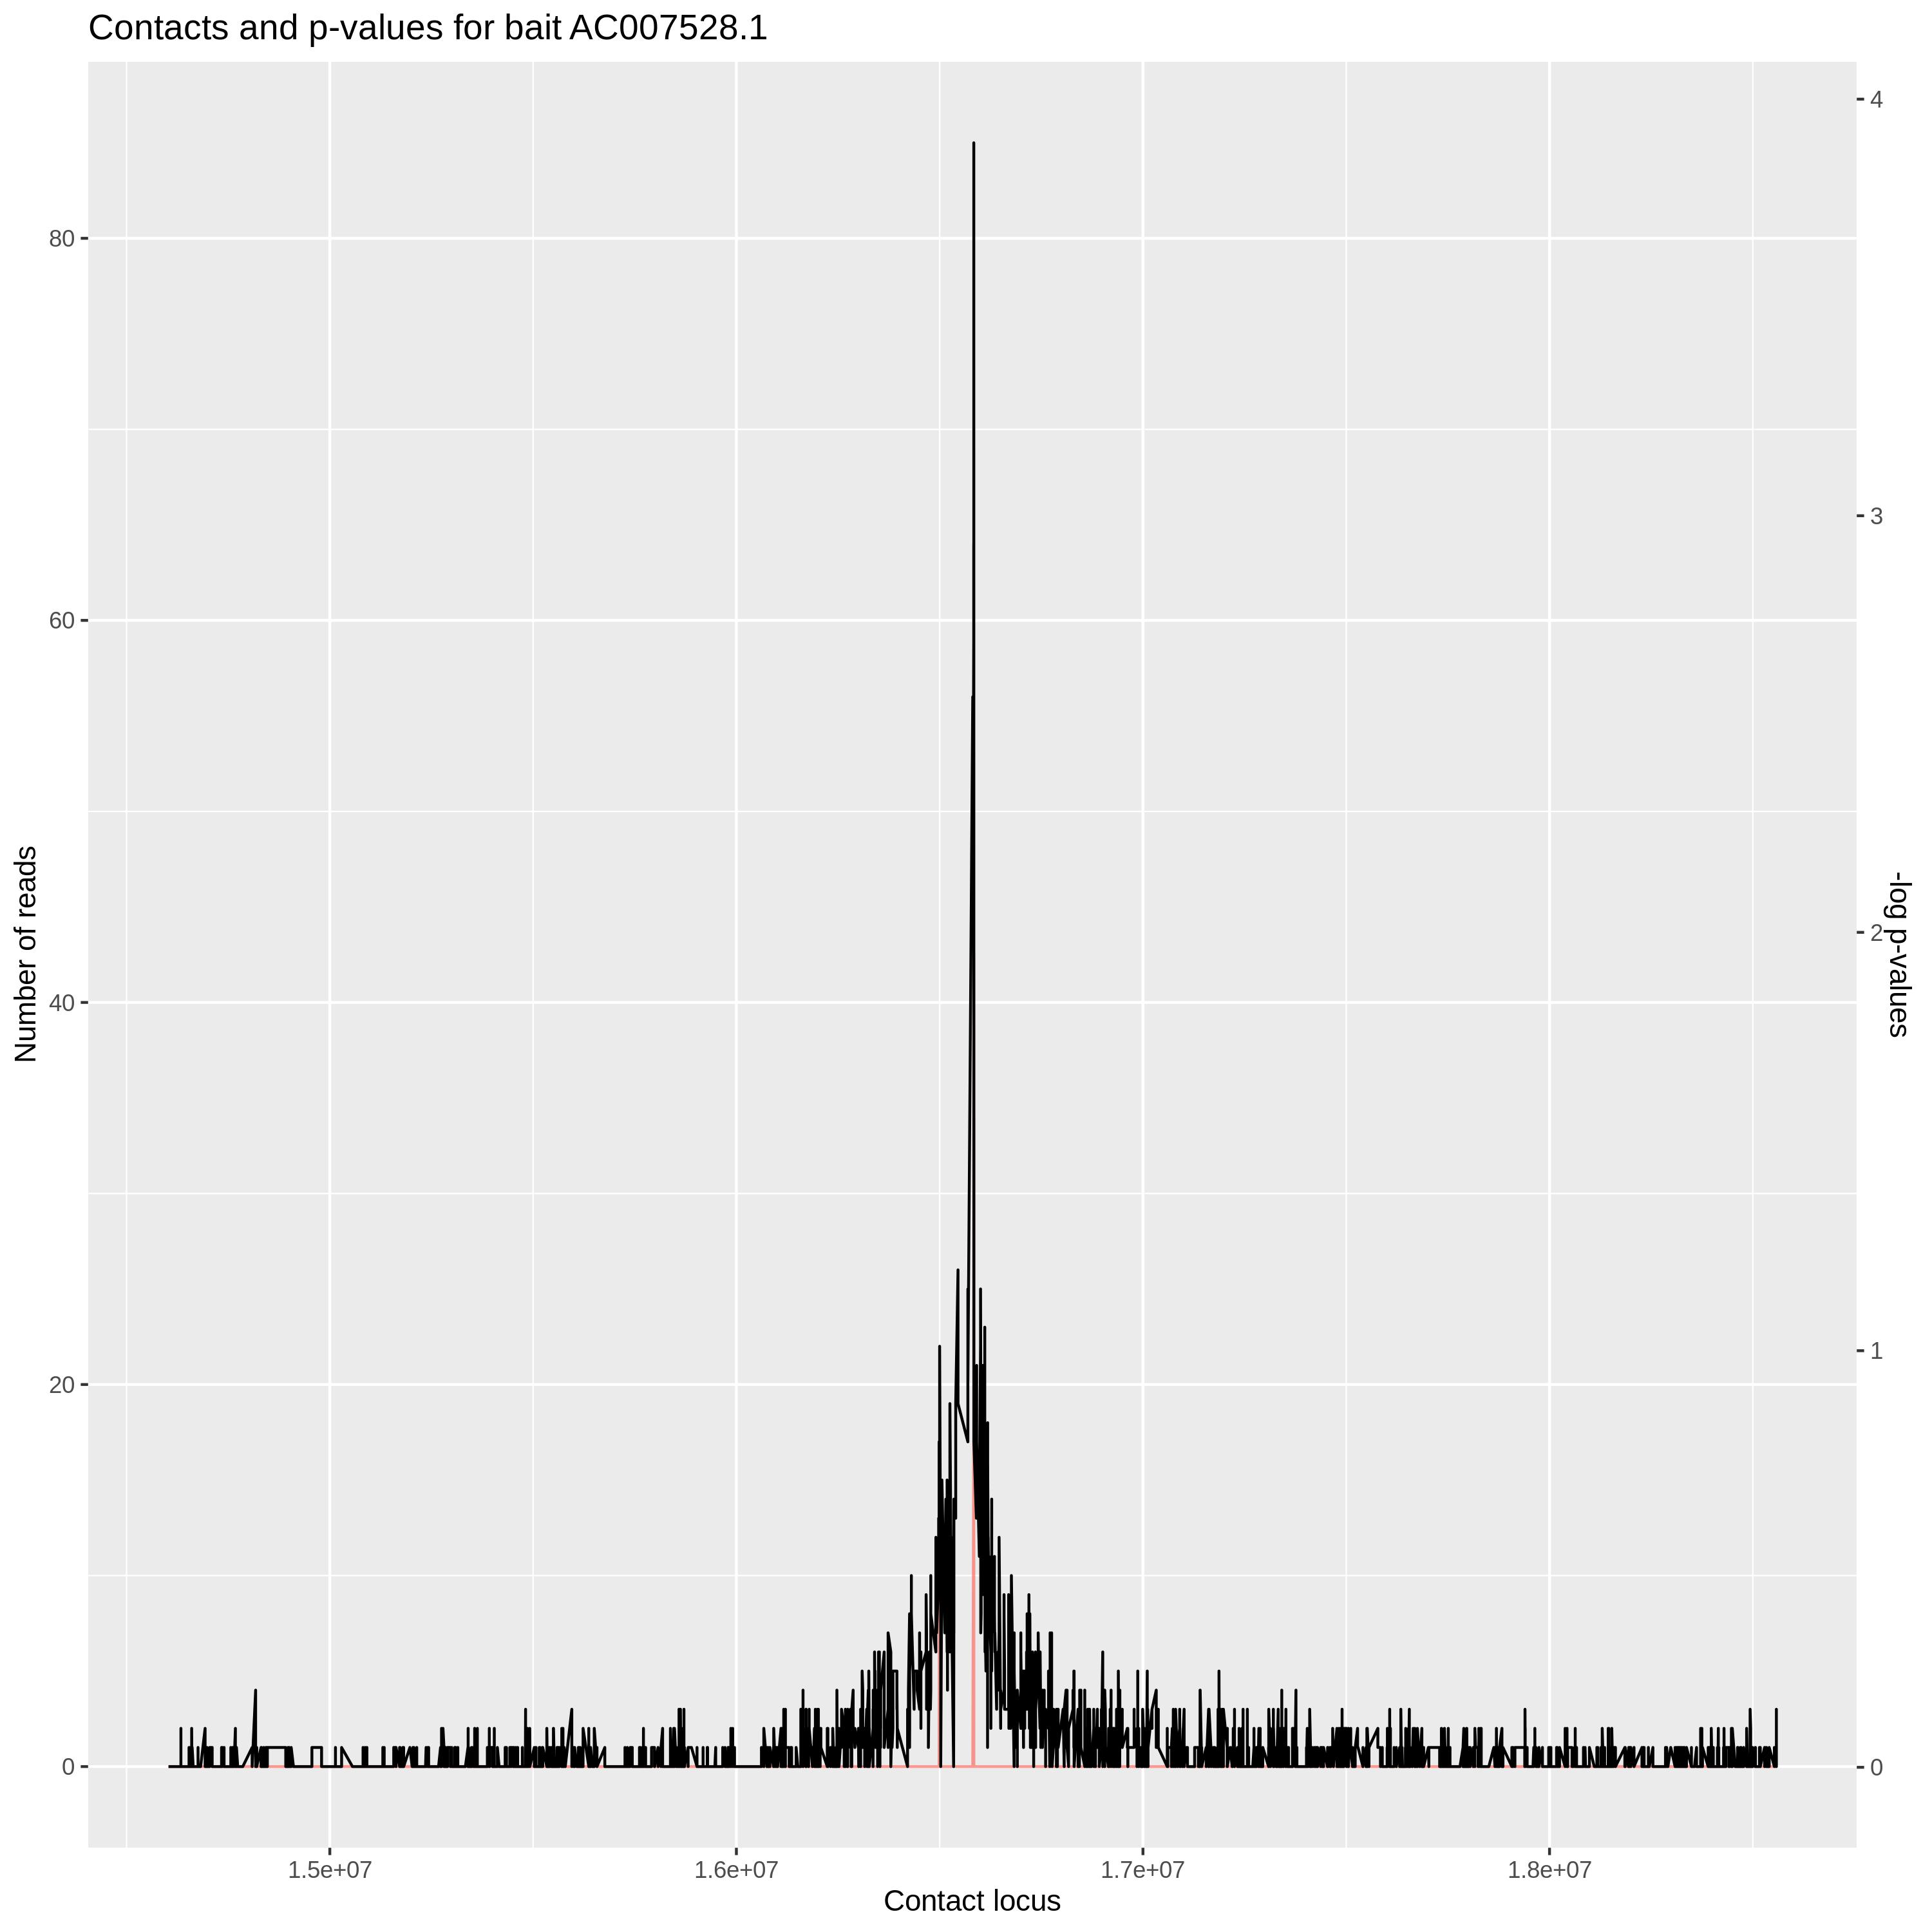 Contacts and p-values for bait AC007528.1
Number of reads
80
60
40
20
0
4
3
2
1
0
-log p-values
1.5e+07
1.6e+07
1.7e+07
1.8e+07
Contact locus